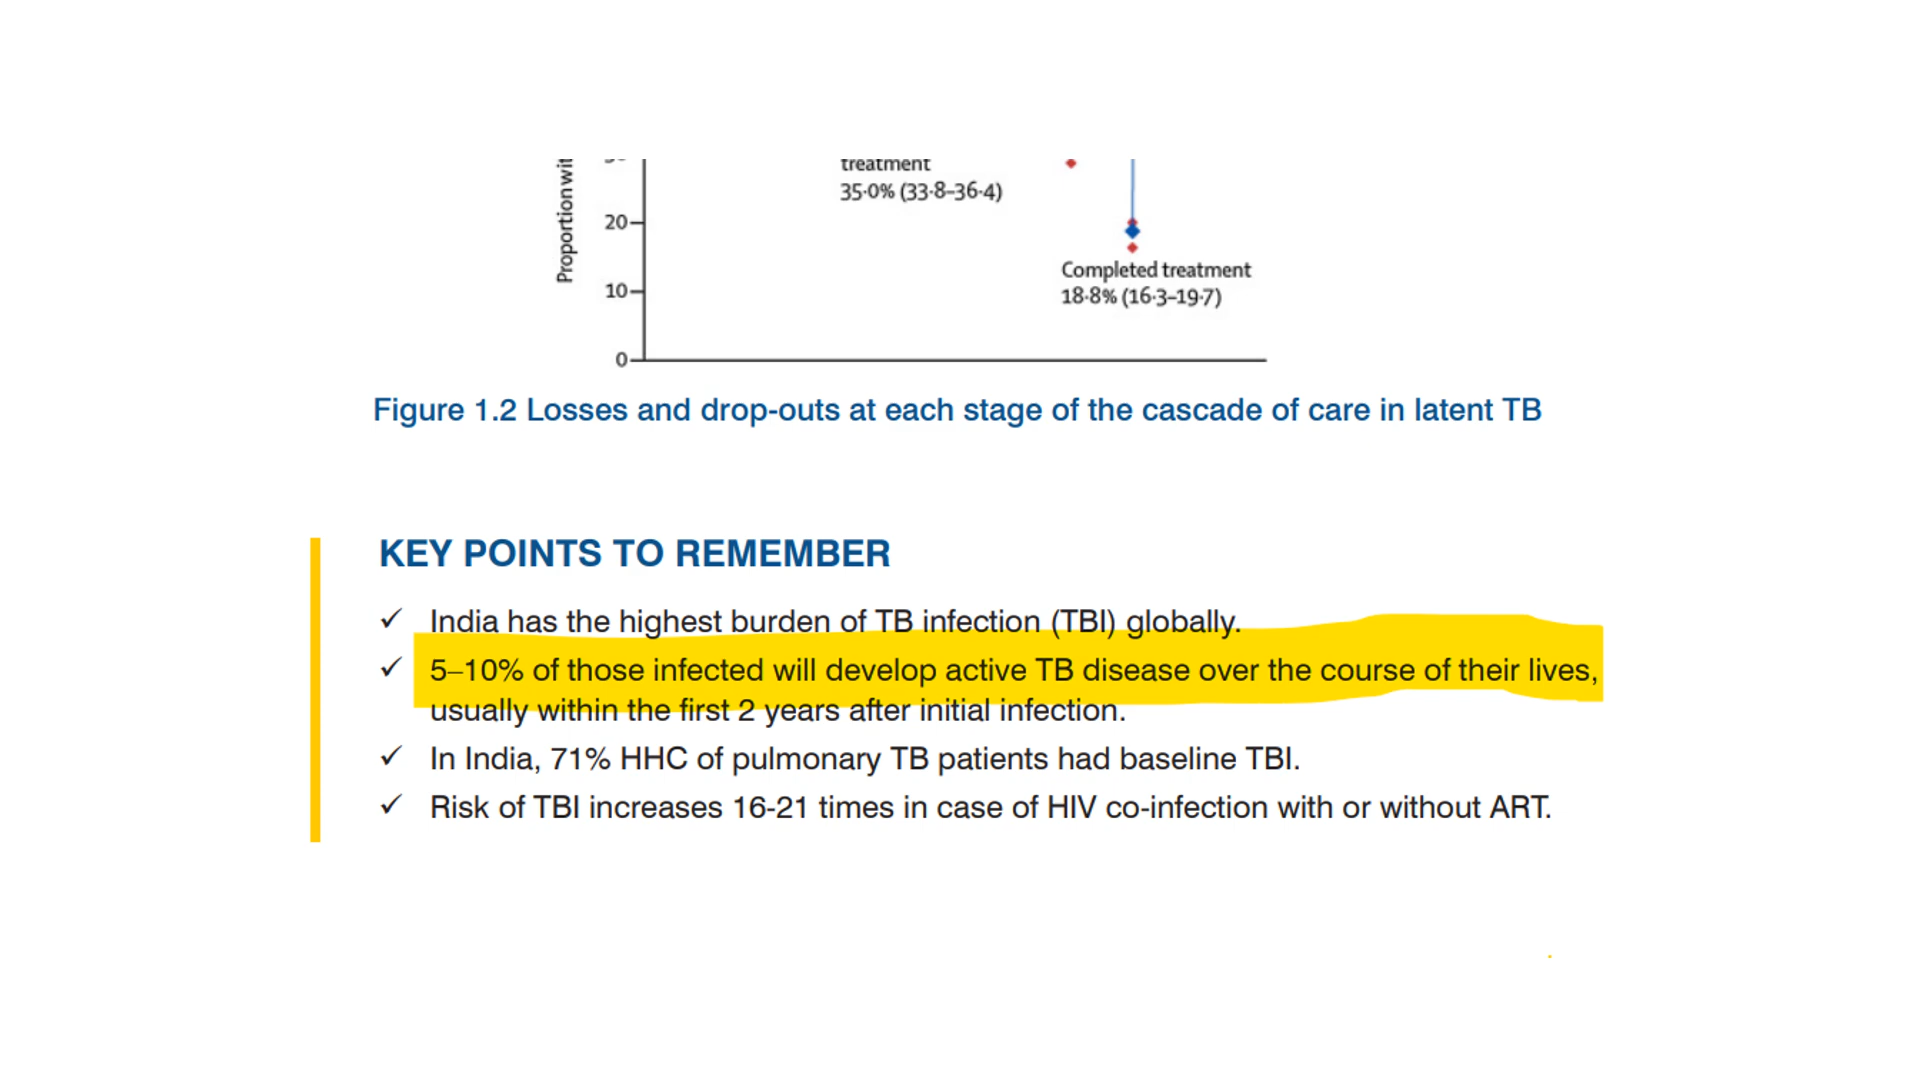 treatment
35·0% (33·8–36·4)
20
Completed treatment
18·8% (16·3–19·7)
10
0
Figure 1.2 Losses and drop-outs at each stage of the cascade of care in latent TB
KEY POINTS TO REMEMBER
✓ India has the highest burden of TB infection (TBI) globally.
✓ 5–10% of those infected will develop active TB disease over the course of their lives,
usually within the first 2 years after initial infection.
✓ In India, 71% HHC of pulmonary TB patients had baseline TBI.
✓ Risk of TBI increases 16-21 times in case of HIV co-infection with or without ART.